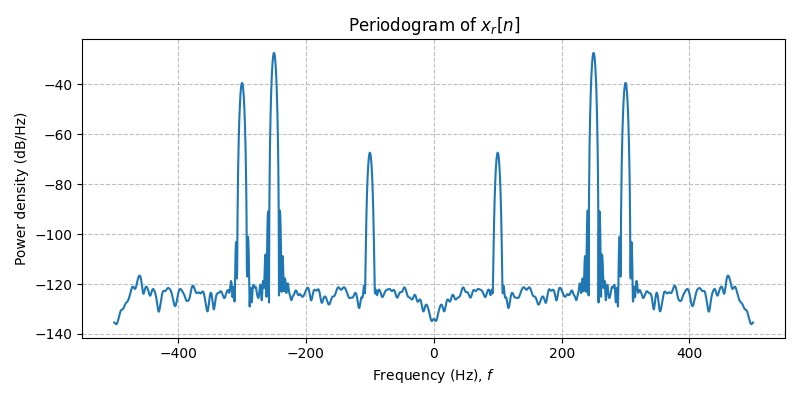 Periodogram of x_r[n]
Power density (dB/Hz)
−40
−60
−80
−100
−120
−140
−400 −200 0 200 400
Frequency (Hz), f